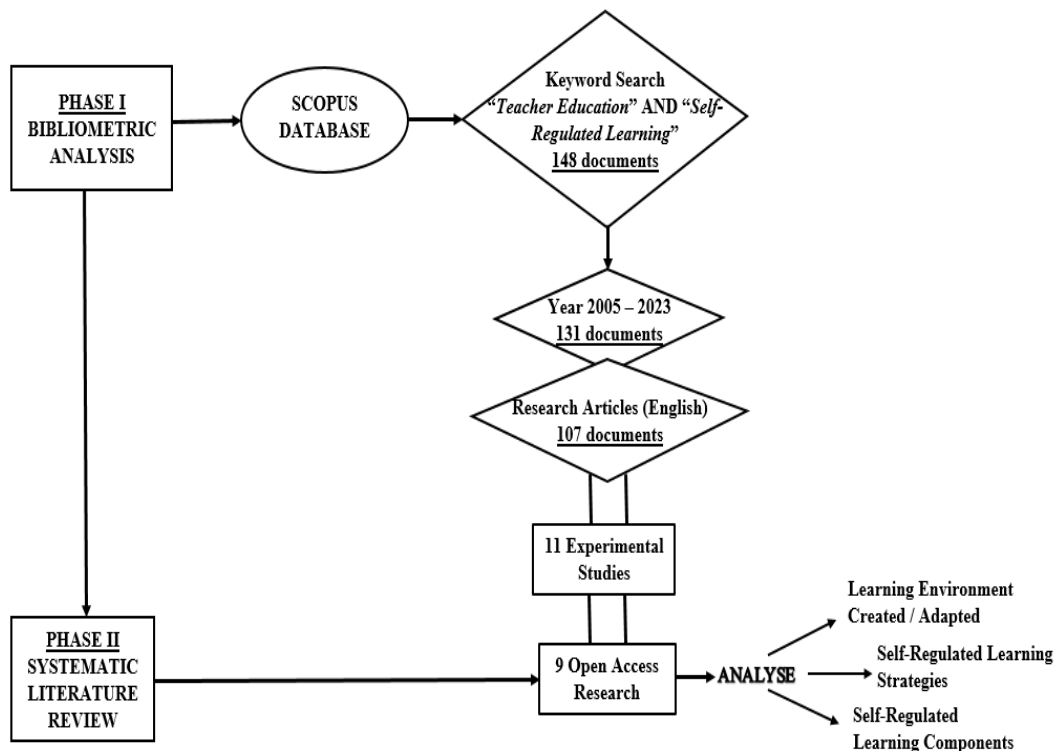 PHASE I
BIBLIOMETRIC
ANALYSIS
SCOPUS
DATABASE
Keyword Search
“Teacher Education” AND “Self-
Regulated Learning”
148 documents
Year 2005 – 2023
131 documents
Research Articles (English)
107 documents
11 Experimental
Studies
PHASE II
SYSTEMATIC
LITERATURE
REVIEW
9 Open Access
Research
ANALYSE
Learning Environment
Created / Adapted
Self-Regulated Learning
Strategies
Self-Regulated
Learning Components